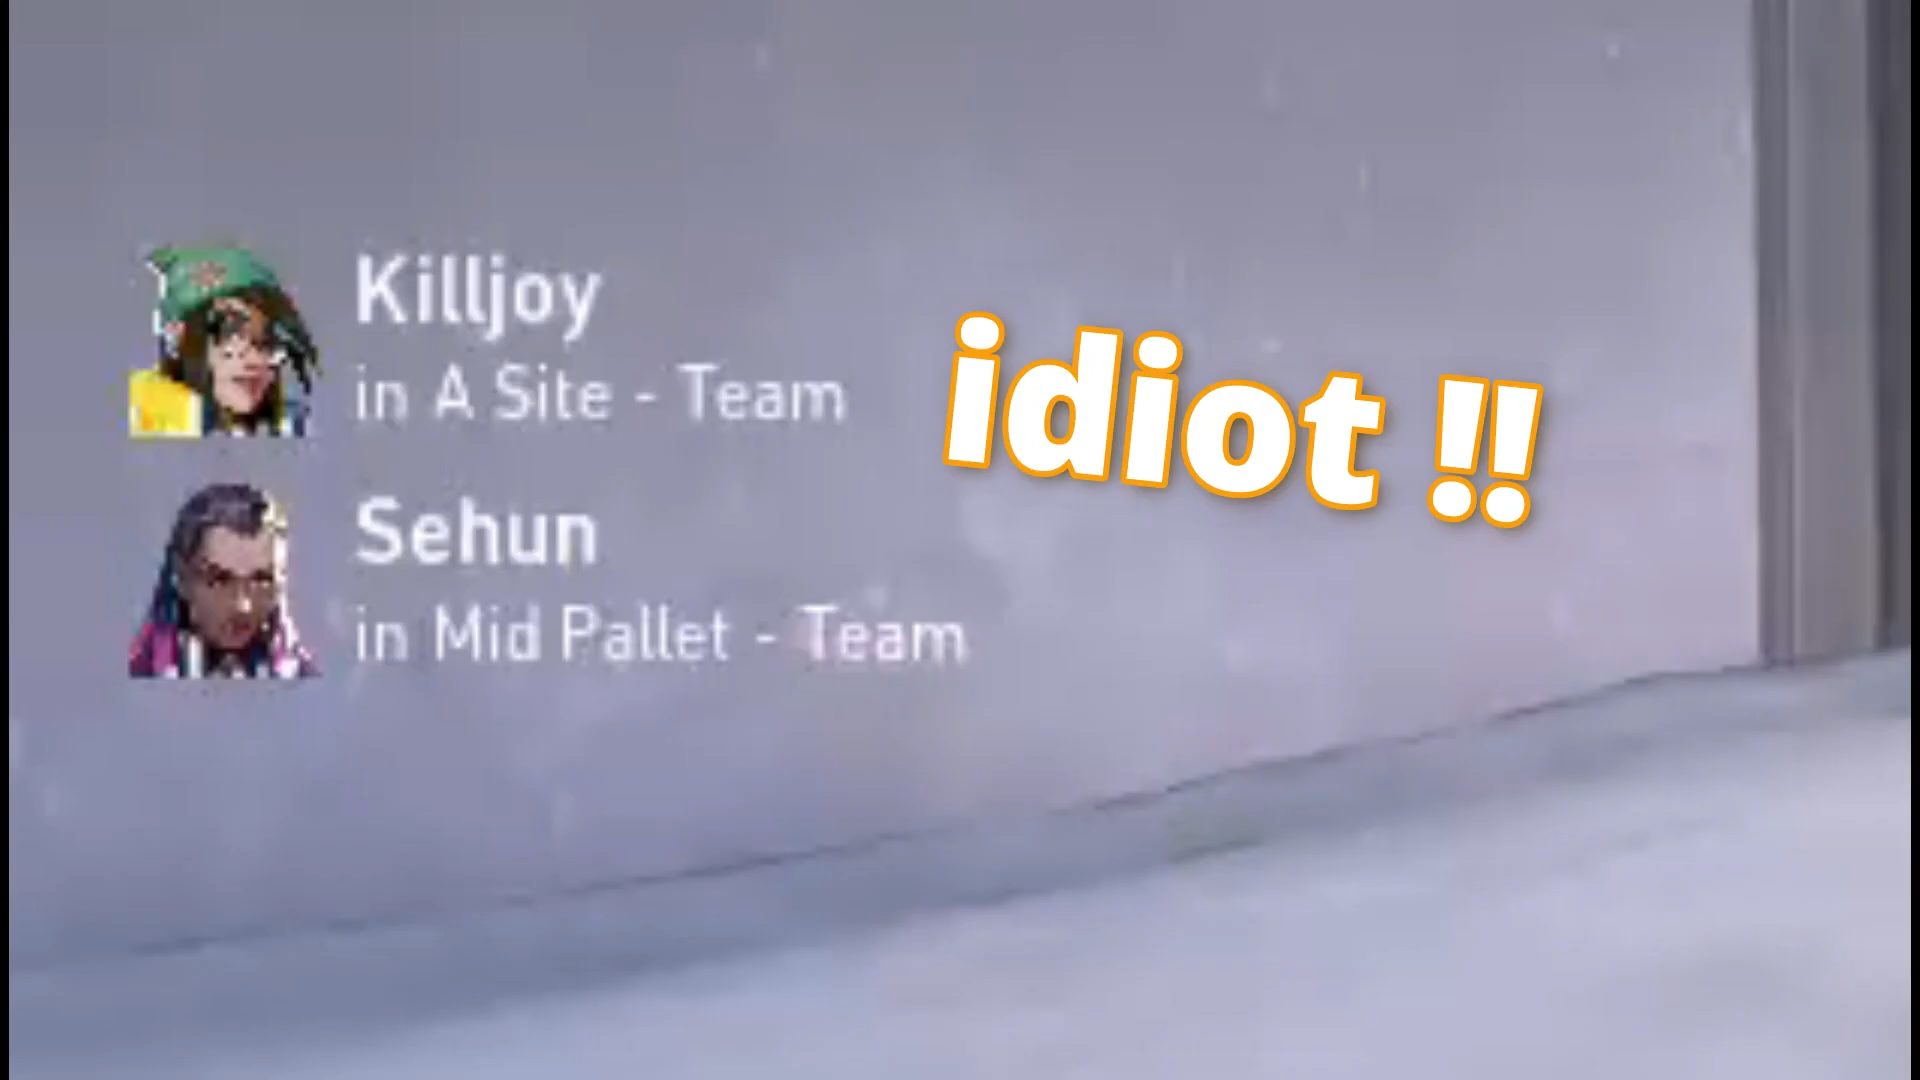 Killjoy
in A Site - Team
idiot !!
Sehun
in Mid Pallet - Team